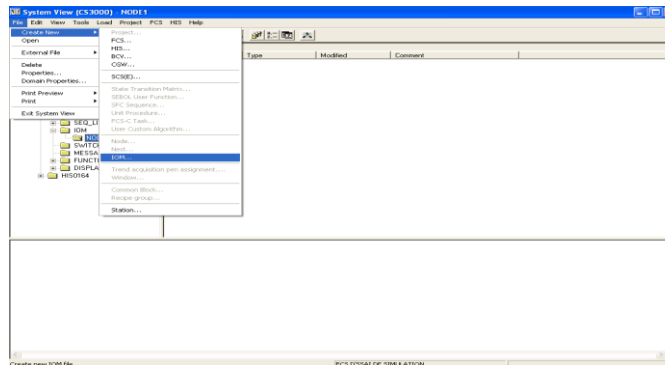 System View (CS3000) - NODE1
File Edit View Tools Load Project FCS HIS Help
Create New
Open
External File
Delete
Properties...
Domain Properties...
Print Preview
Print
Exit System View
Project...
FCS...
HIS...
BCV...
CGW...
SCS(E)...
State Transition Matrix...
SEBOL User Function...
SFC Sequence...
Unit Procedure...
FCS-C Task...
User Custom Algorithm...
Node...
Nest...
IOM...
Trend acquisition pen assignment....
Window...
Common Block...
Recipe group...
Station...
Type Modified Comment
SEQ_LI
IOM
NO
SWITCH
MESSA
FUNCTI
DISPLA
HIS0164
Create new IOM file